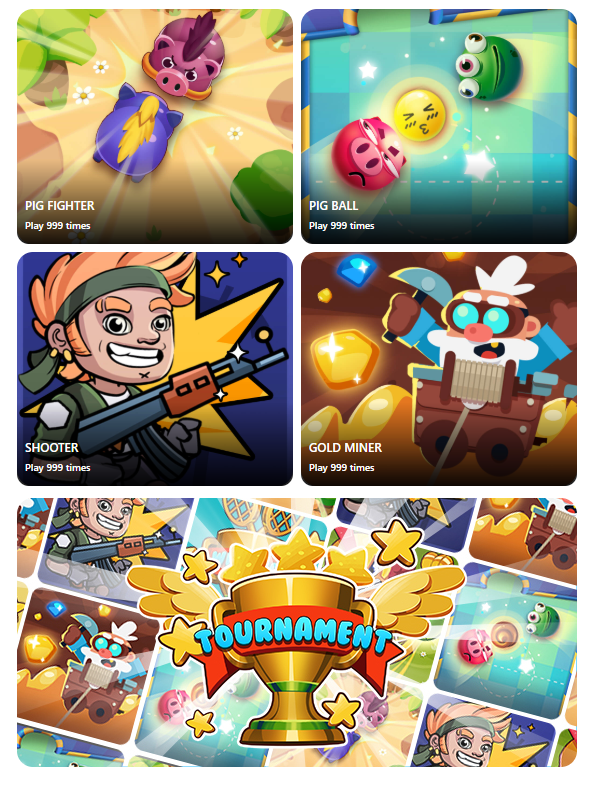 PIG FIGHTER
Play 999 times
PIG BALL
Play 999 times
SHOOTER
Play 999 times
GOLD MINER
Play 999 times
TOURNAMENT